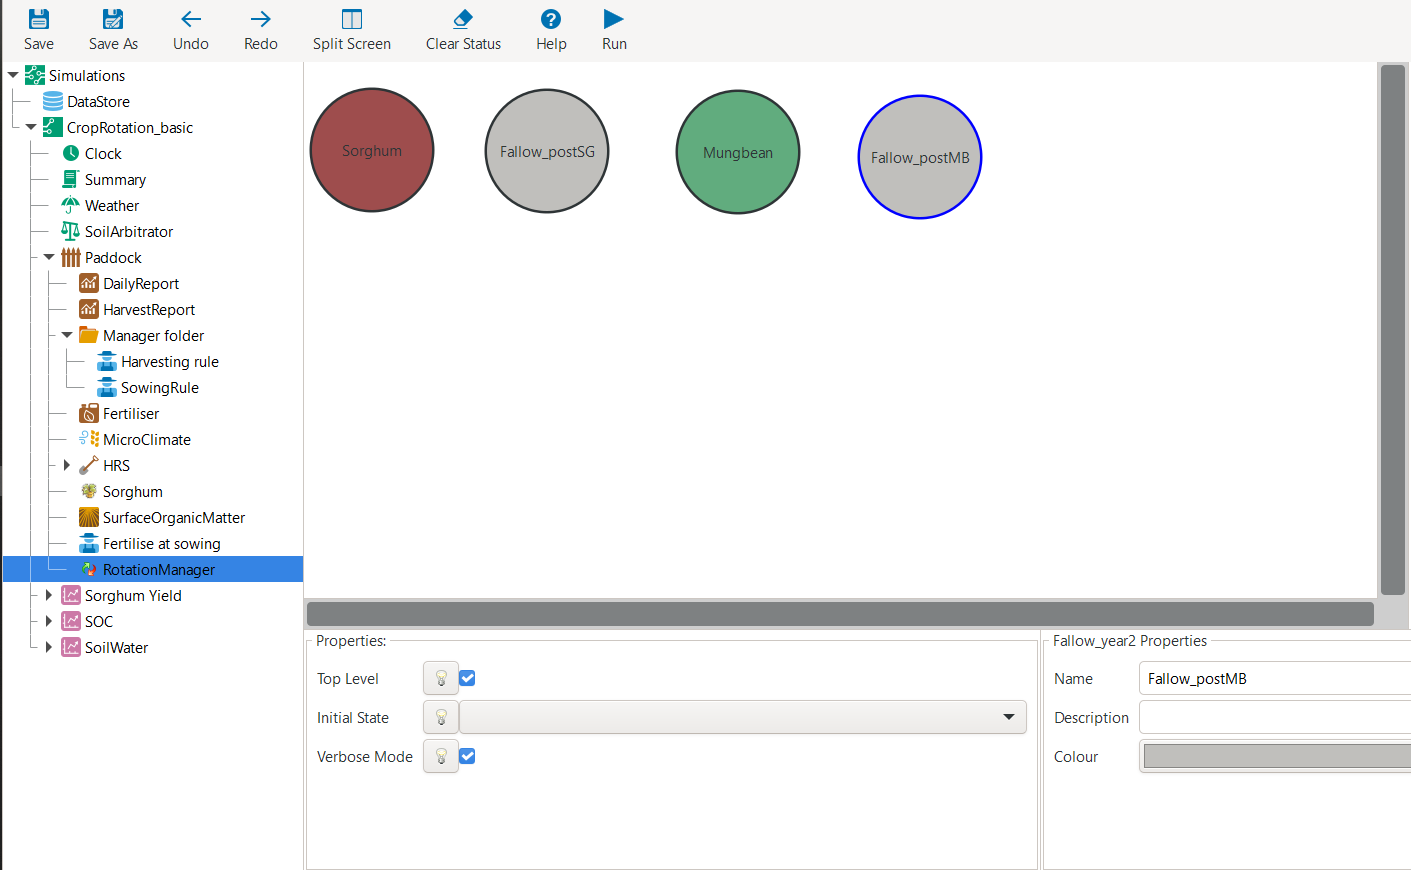 Save
Save As
Undo
Redo
Split Screen
Clear Status
Help
Run
Simulations
DataStore
CropRotation_basic
Clock
Summary
Weather
SoilArbitrator
Paddock
DailyReport
HarvestReport
Manager folder
Harvesting rule
SowingRule
Fertiliser
MicroClimate
HRS
Sorghum
SurfaceOrganicMatter
Fertilise at sowing
RotationManager
Sorghum Yield
SOC
SoilWater
Sorghum
Fallow_postSG
Mungbean
Fallow_postMB
Properties:
Top Level
Initial State
Verbose Mode
Fallow_year2 Properties
Name
Fallow_postMB
Description
Colour